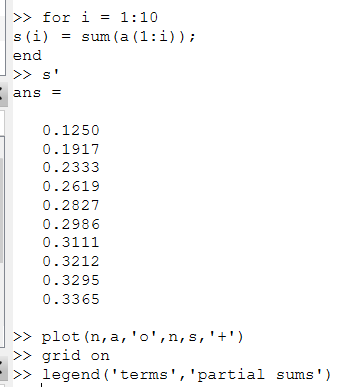 >> for i = 1:10
s(i) = sum(a(1:i));
end
>> s'
ans =
0.1250
0.1917
0.2333
0.2619
0.2827
0.2986
0.3111
0.3212
0.3295
0.3365
>> plot(n,a,'o',n,s,'+')
>> grid on
>> legend('terms','partial sums')